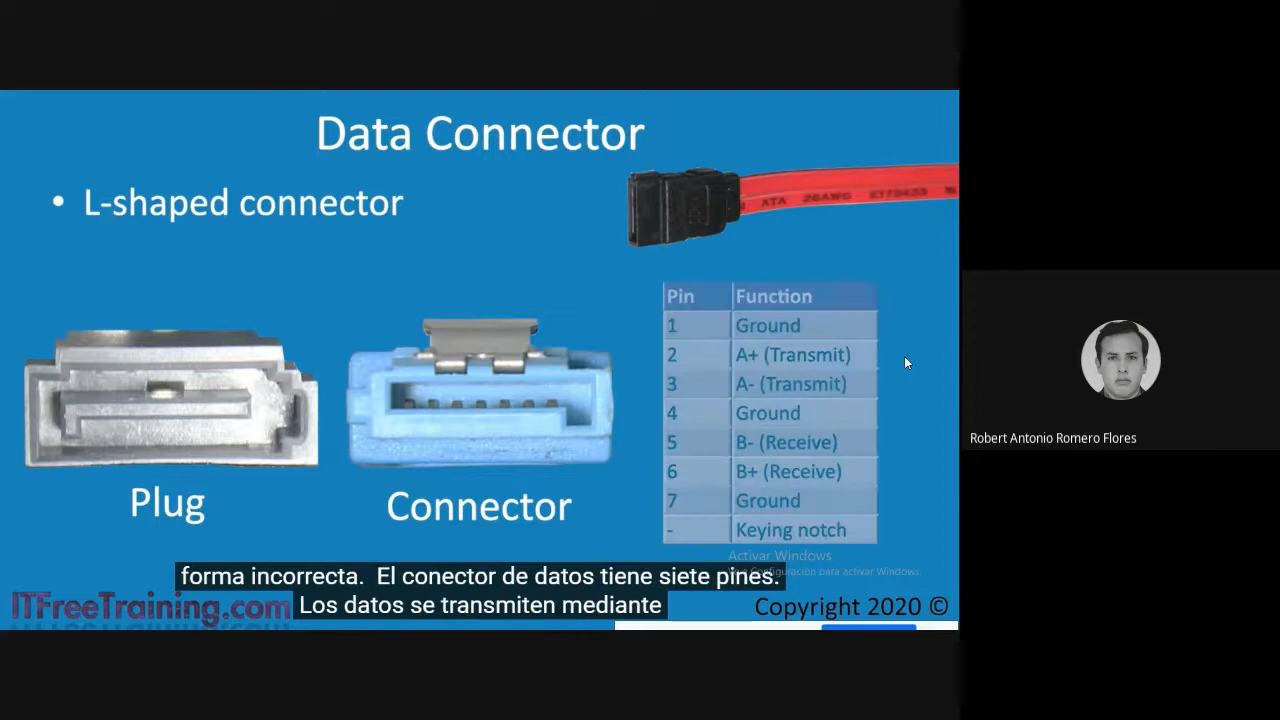 Data Connector
• L-shaped connector
ATA 26AWG
Pin Function
1 Ground
2 A+ (Transmit)
3 A- (Transmit)
4 Ground
5 B- (Receive)
6 B+ (Receive)
7 Ground
- Keying notch
Plug
Connector
Activar Windows
Configuración para activar Windows.
forma incorrecta. El conector de datos tiene siete pines.
Los datos se transmiten mediante
ITFreeTraining.com
Copyright 2020 ©
Robert Antonio Romero Flores